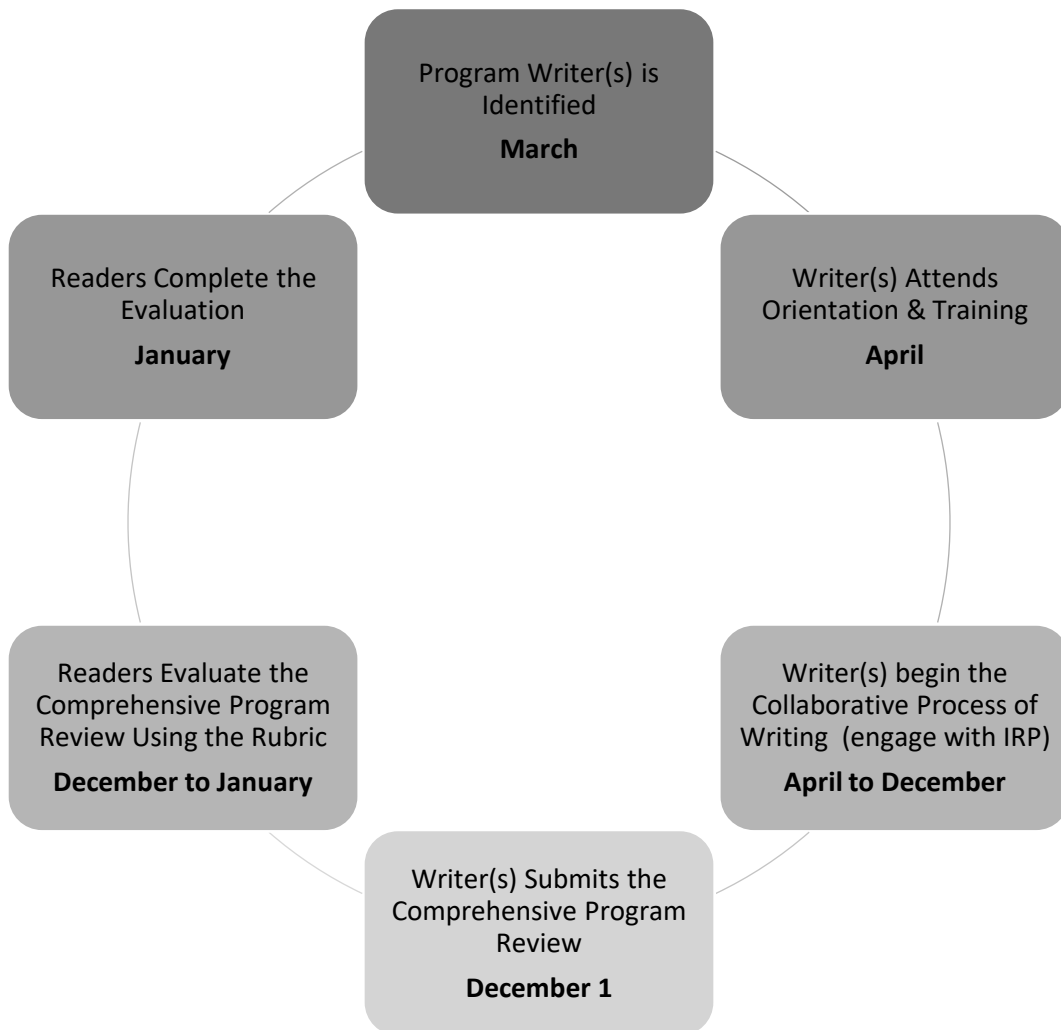 Program Writer(s) is
Identified
March
Writer(s) Attends
Orientation & Training
April
Writer(s) begin the
Collaborative Process of
Writing (engage with IRP)
April to December
Writer(s) Submits the
Comprehensive Program
Review
December 1
Readers Evaluate the
Comprehensive Program
Review Using the Rubric
December to January
Readers Complete the
Evaluation
January